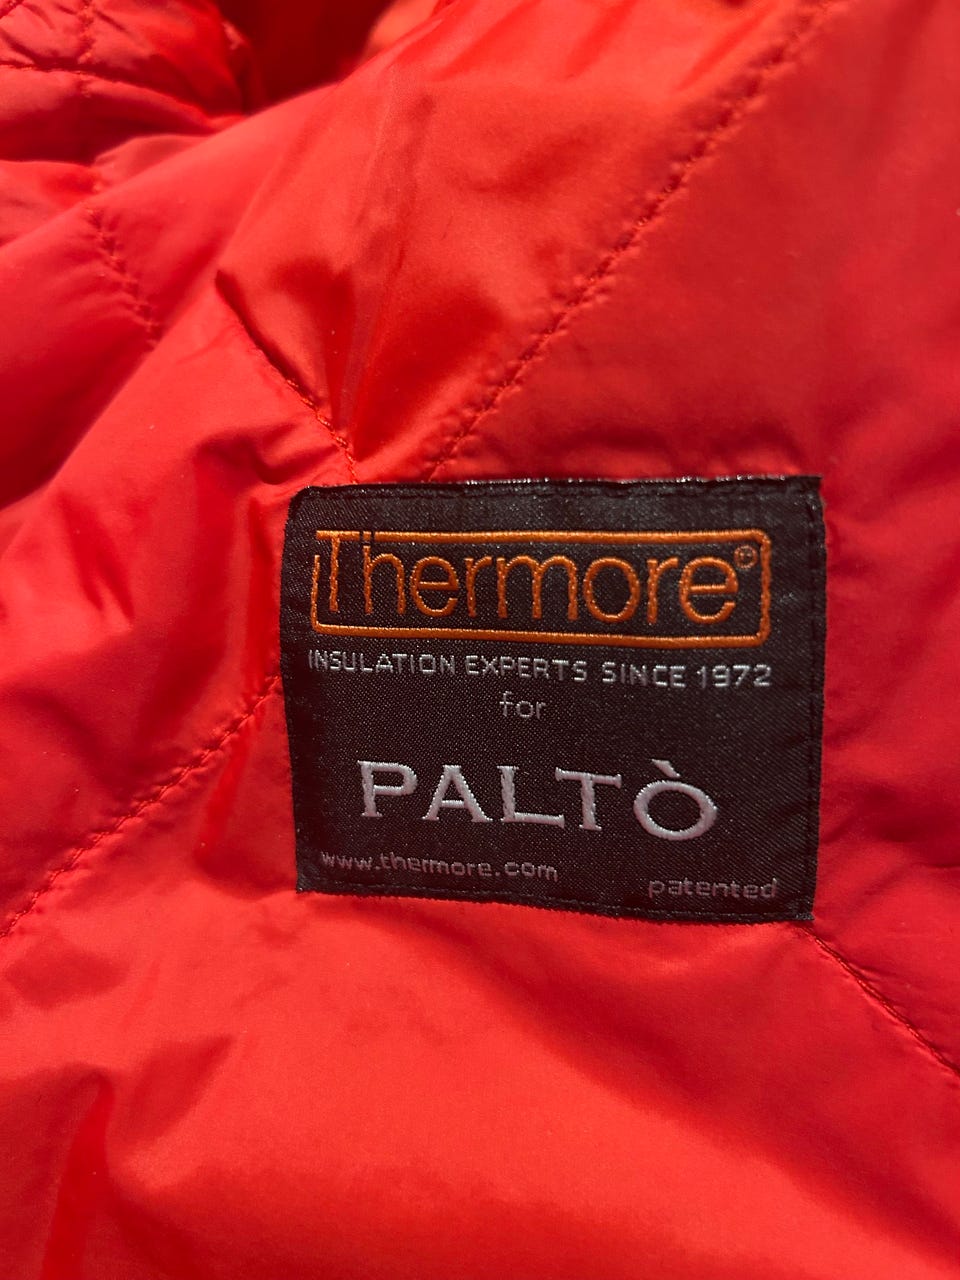 Thermore®
INSULATION EXPERTS SINCE 1972
for
PALTÒ
www.thermore.com
patented